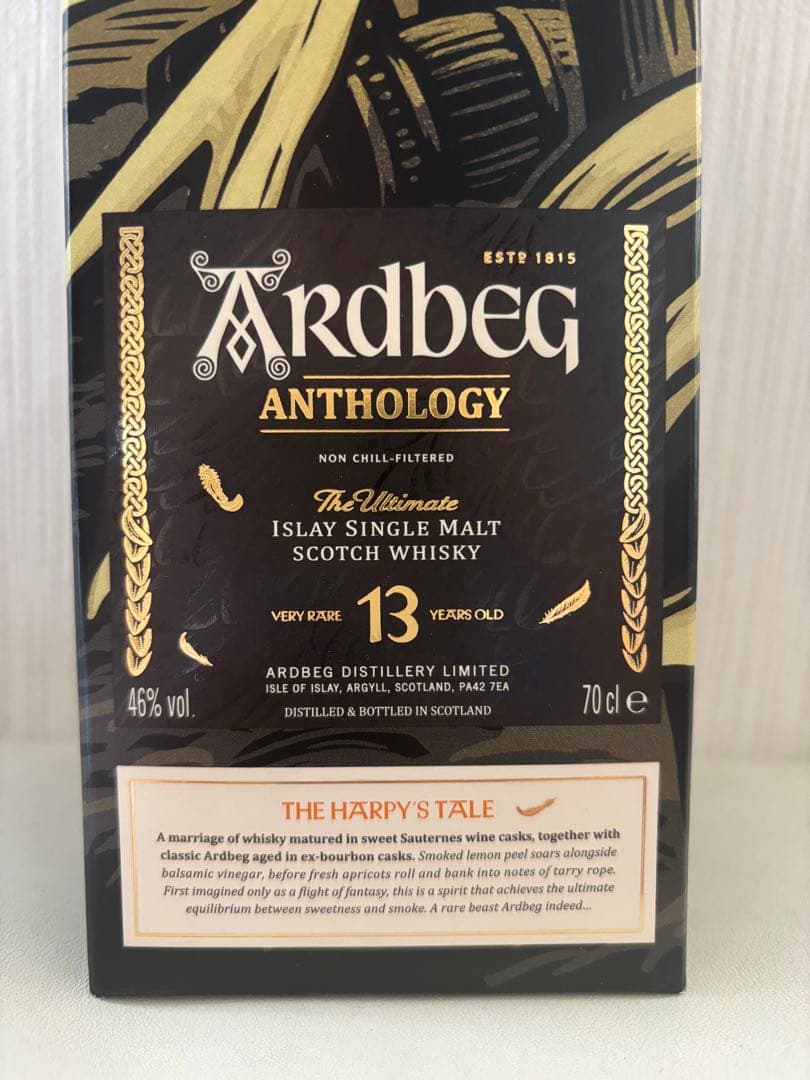 ESTD 1815
ARDBEG
ANTHOLOGY
NON CHILL-FILTERED
The Ultimate
ISLAY SINGLE MALT
SCOTCH WHISKY
VERY RARE 13 YEARS OLD
ARDBEG DISTILLERY LIMITED
ISLE OF ISLAY, ARGYLL, SCOTLAND, PA42 7EA
46% vol.
DISTILLED & BOTTLED IN SCOTLAND
70 cl e
THE HARPY'S TALE
A marriage of whisky matured in sweet Sauternes wine casks, together with
classic Ardbeg aged in ex-bourbon casks. Smoked lemon peel soars alongside
balsamic vinegar, before fresh apricots roll and bank into notes of tarry rope.
First imagined only as a flight of fantasy, this is a spirit that achieves the ultimate
equilibrium between sweetness and smoke. A rare beast Ardbeg indeed...